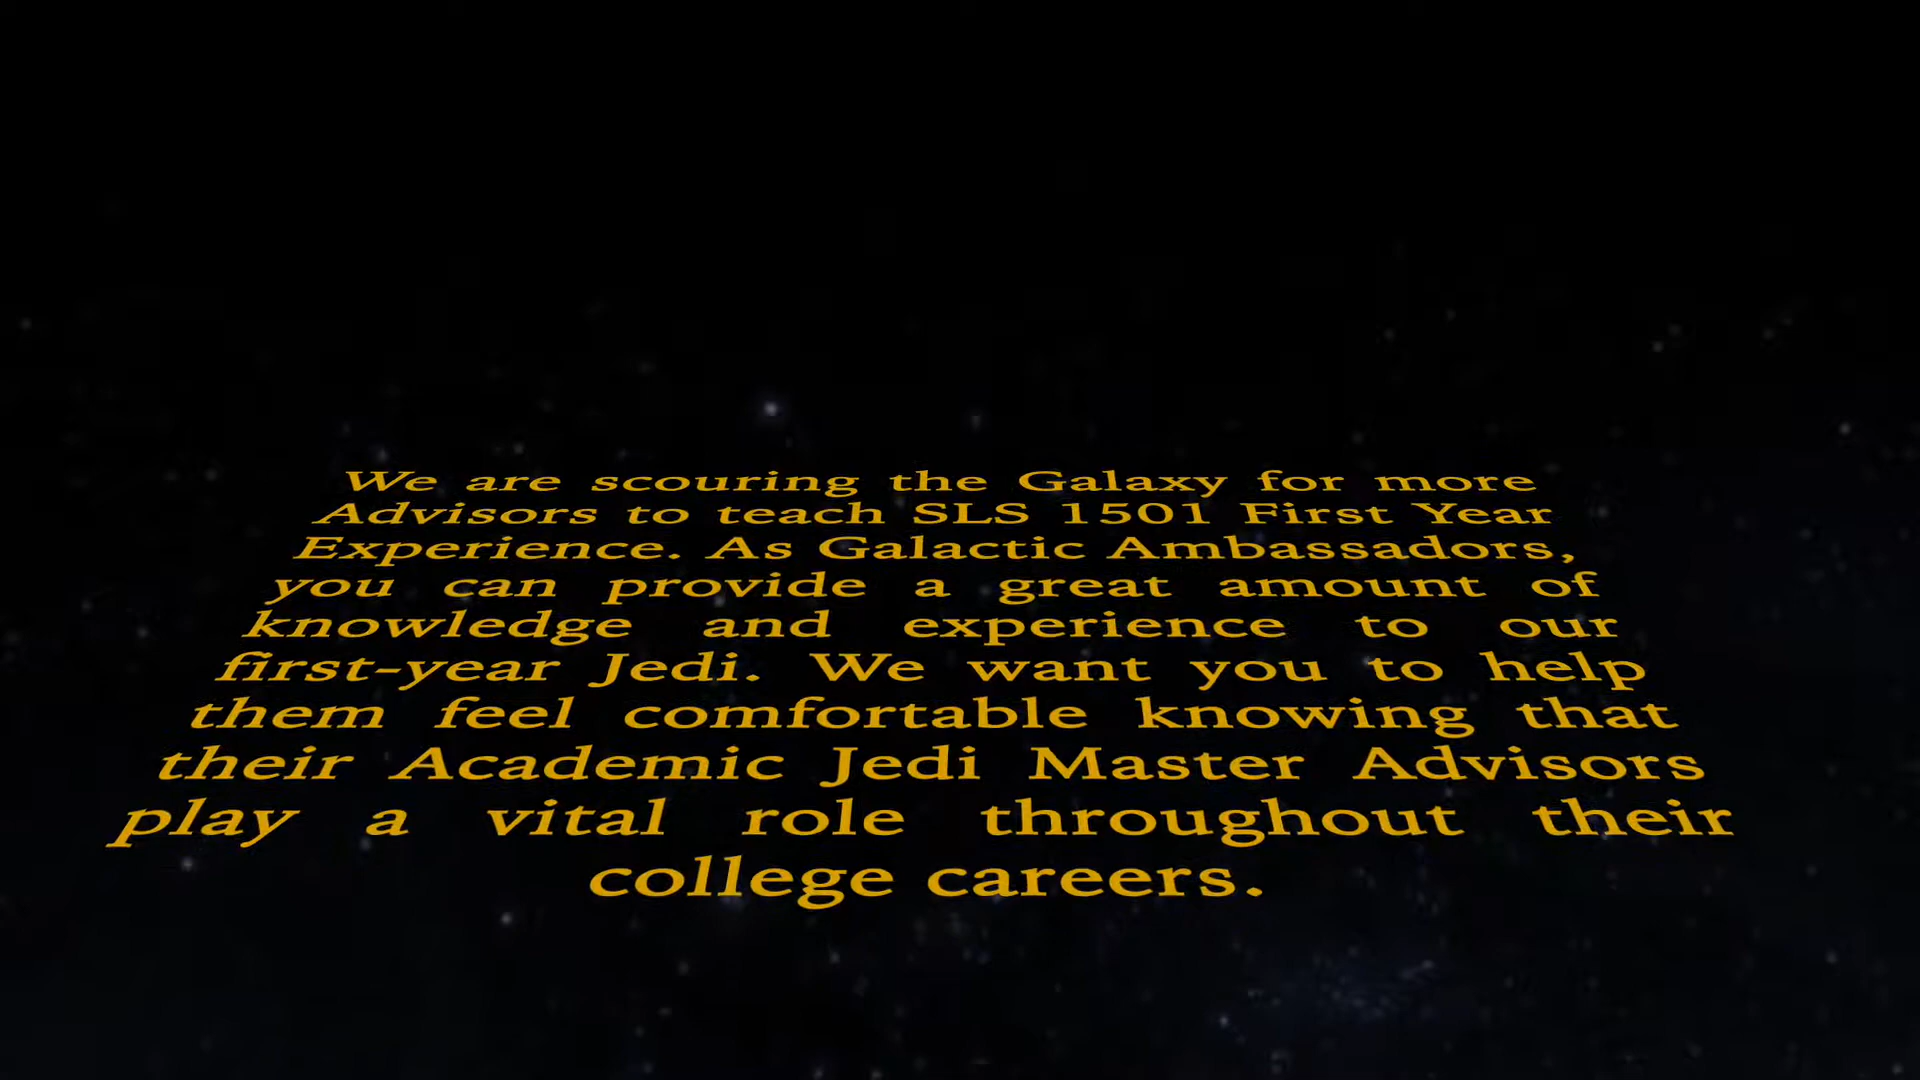 We are scouring the Galaxy for more
Advisors to teach SLS 1501 First Year
Experience. As Galactic Ambassadors,
you can provide a great amount of
knowledge and experience to our
first-year Jedi. We want you to help
them feel comfortable knowing that
their Academic Jedi Master Advisors
play a vital role throughout their
college careers.